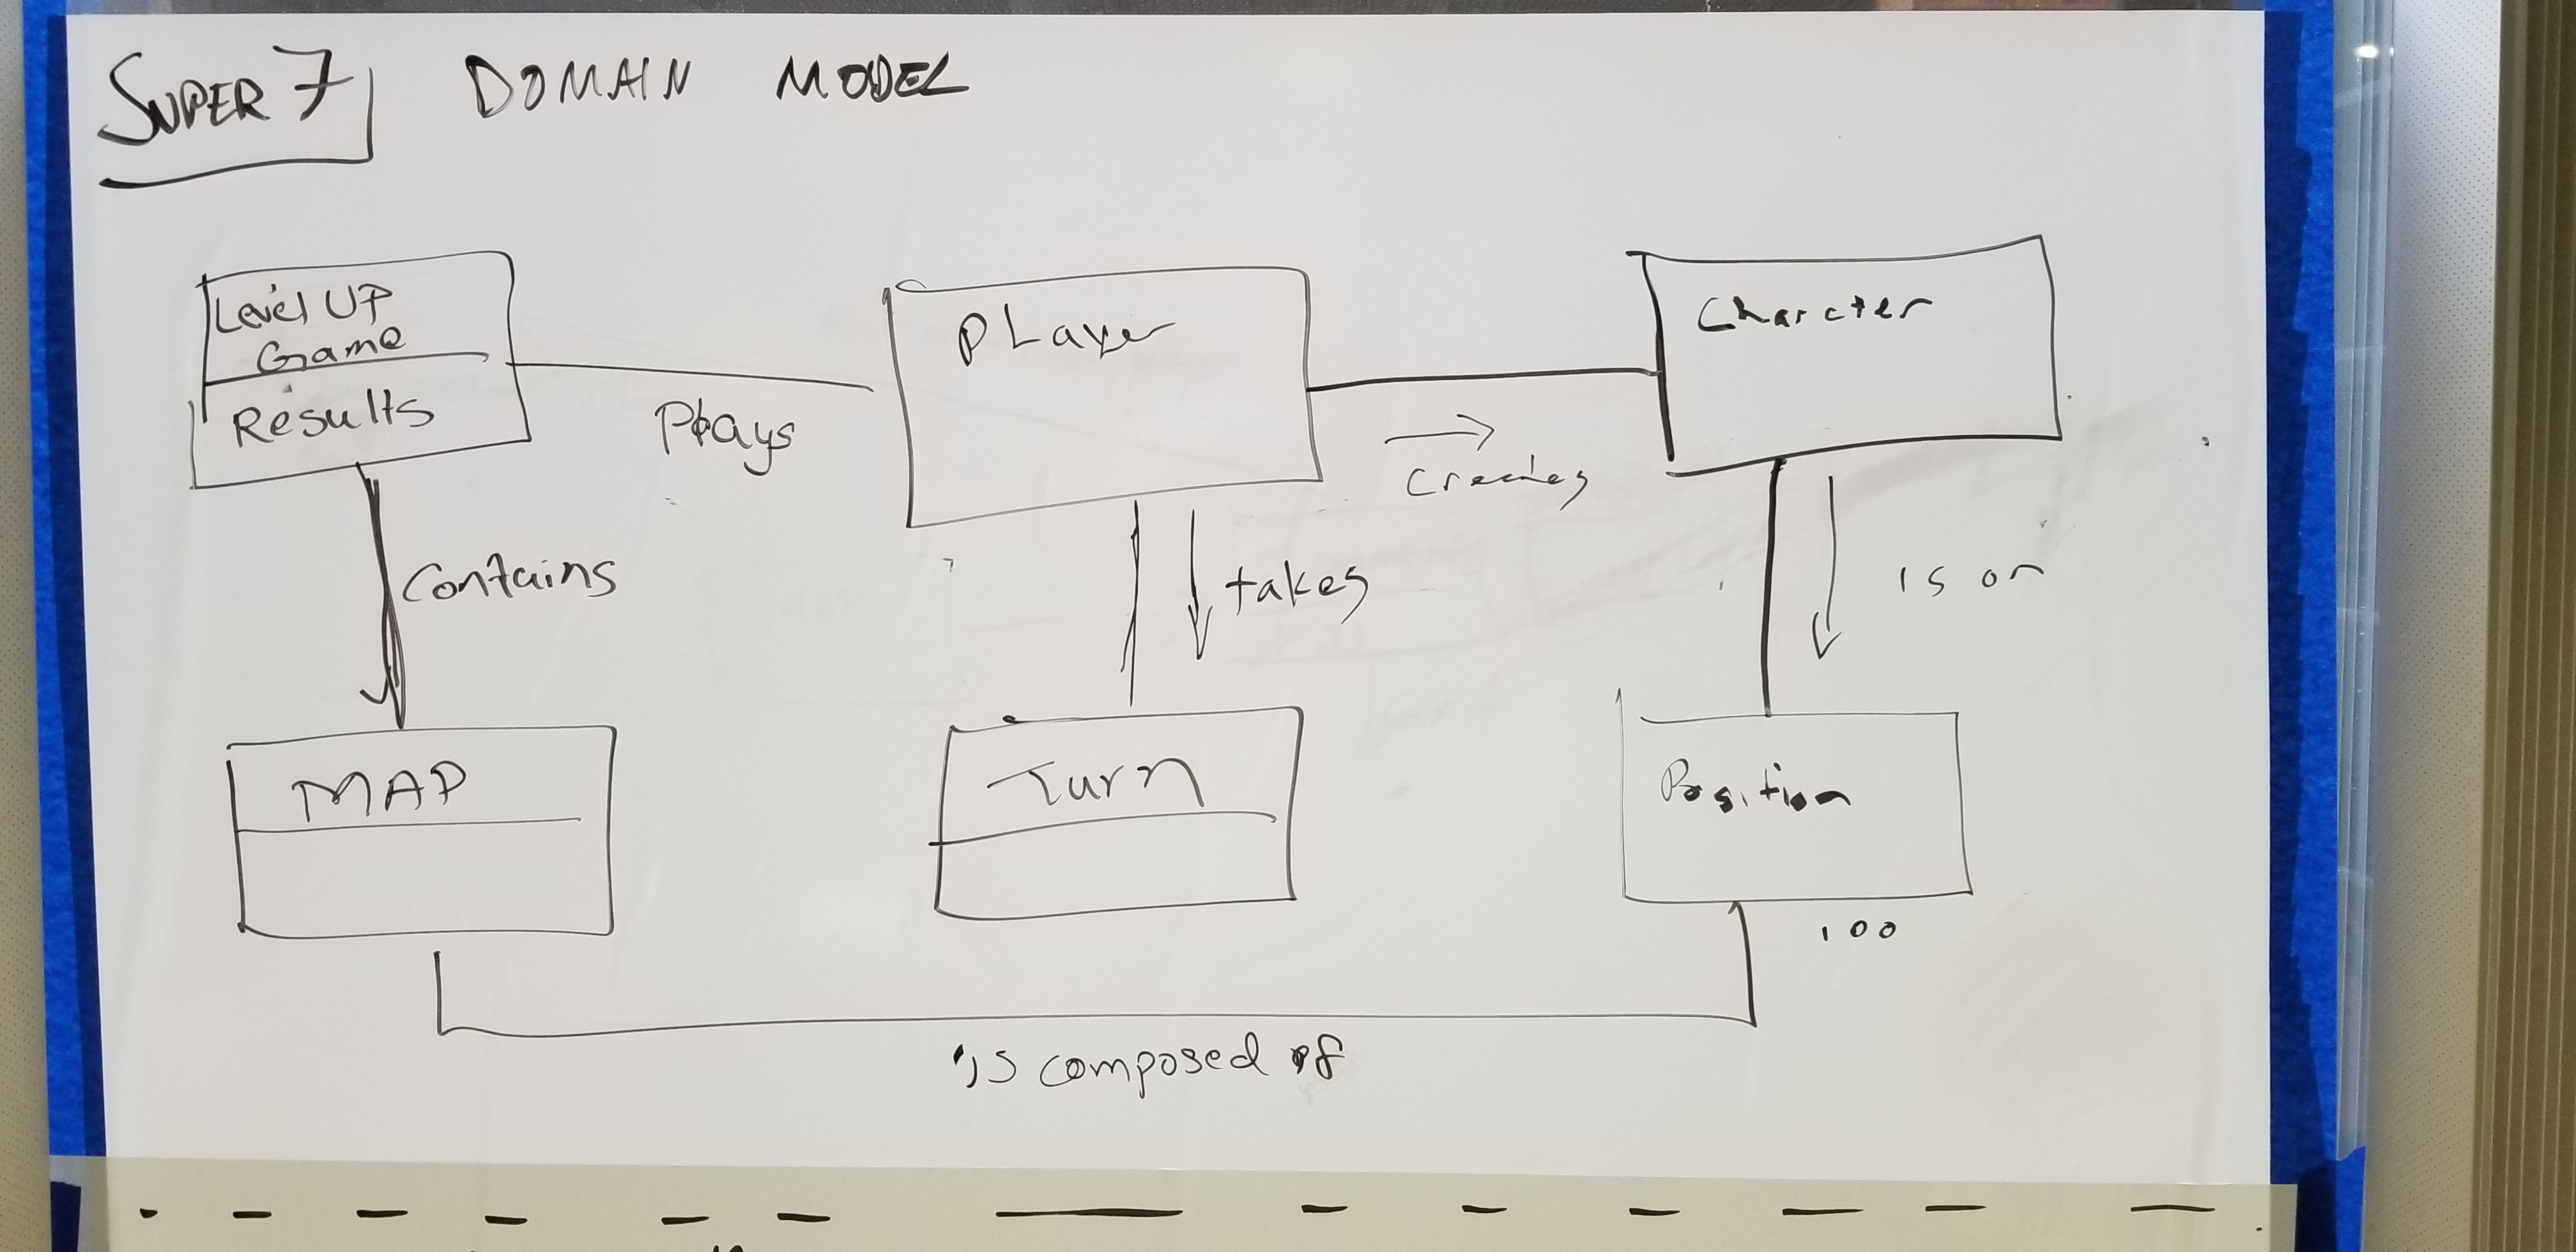 SUPER 7 DOMAIN MODEL
Level UP
Game
Results
PLayer
Charcter
Plays
Creates
Contains
takes
is on
MAP
Turn
Position
100
is composed of